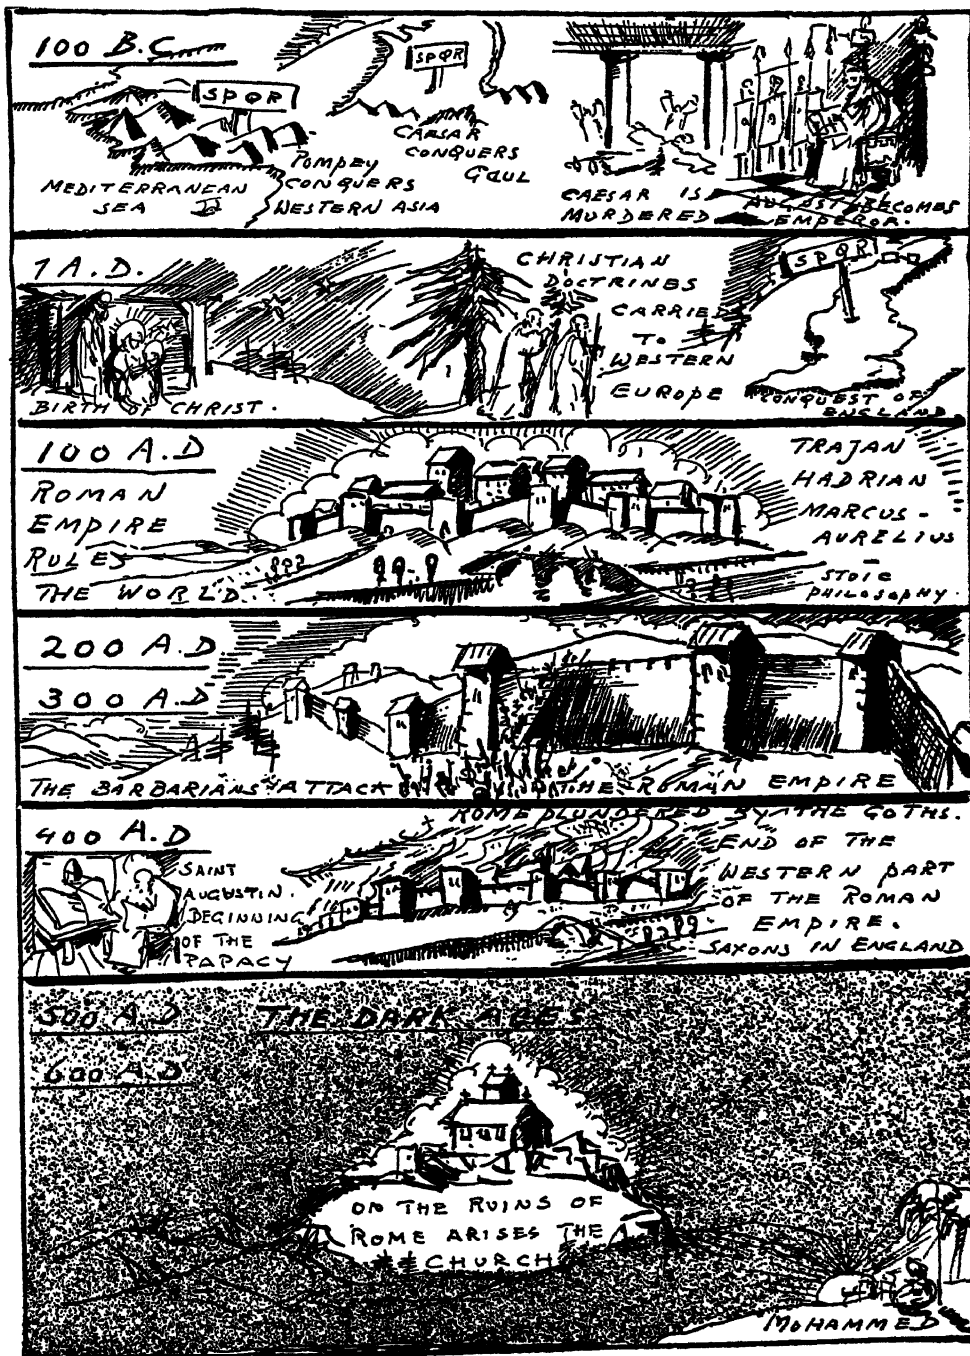 100 B.C.
SPQR
SPQR
POMPEY
CONQUERS
WESTERN ASIA
MEDITERRANEAN
SEA
CAESAR
CONQUERS
GAUL
CAESAR IS
MURDERED
AUGUST BECOMES
EMPEROR.
1 A.D.
BIRTH OF CHRIST.
CHRISTIAN
DOCTRINES
CARRIED
TO
WESTERN
EUROPE
SPQR
CONQUEST OF
ENGLAND
100 A.D
ROMAN
EMPIRE
RULES
THE WORLD.
TRAJAN
HADRIAN
MARCUS-
AURELIUS
-
STOIC
PHILOSOPHY.
200 A.D
300 A.D
THE BARBARIANS ATTACK THE ROMAN EMPIRE
400 A.D
SAINT
AUGUSTIN.
BEGINNING
OF THE
PAPACY
ROME PLUNDERED BY THE GOTHS.
END OF THE
WESTERN PART
OF THE ROMAN
EMPIRE.
SAXONS IN ENGLAND
500 A.D
THE DARK AGES
600 A.D
ON THE RUINS OF
ROME ARISES THE
CHURCH
MOHAMMED